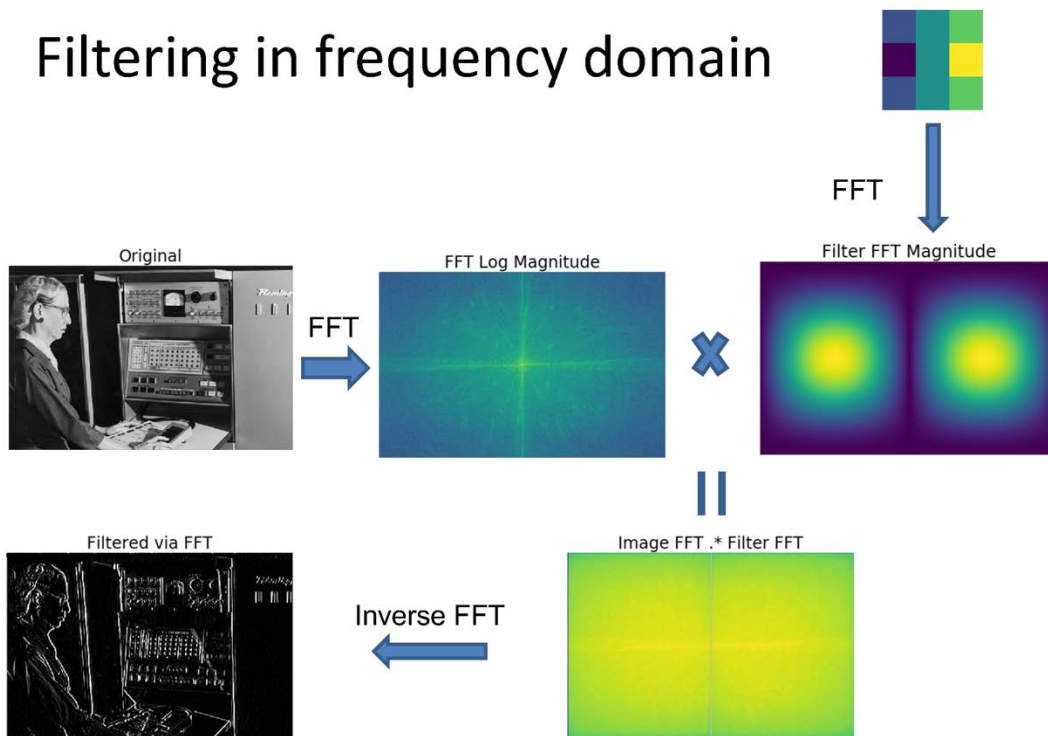 Filtering in frequency domain
FFT
Original
FFT Log Magnitude
Filter FFT Magnitude
FFT
Filtered via FFT
Image FFT .* Filter FFT
Inverse FFT